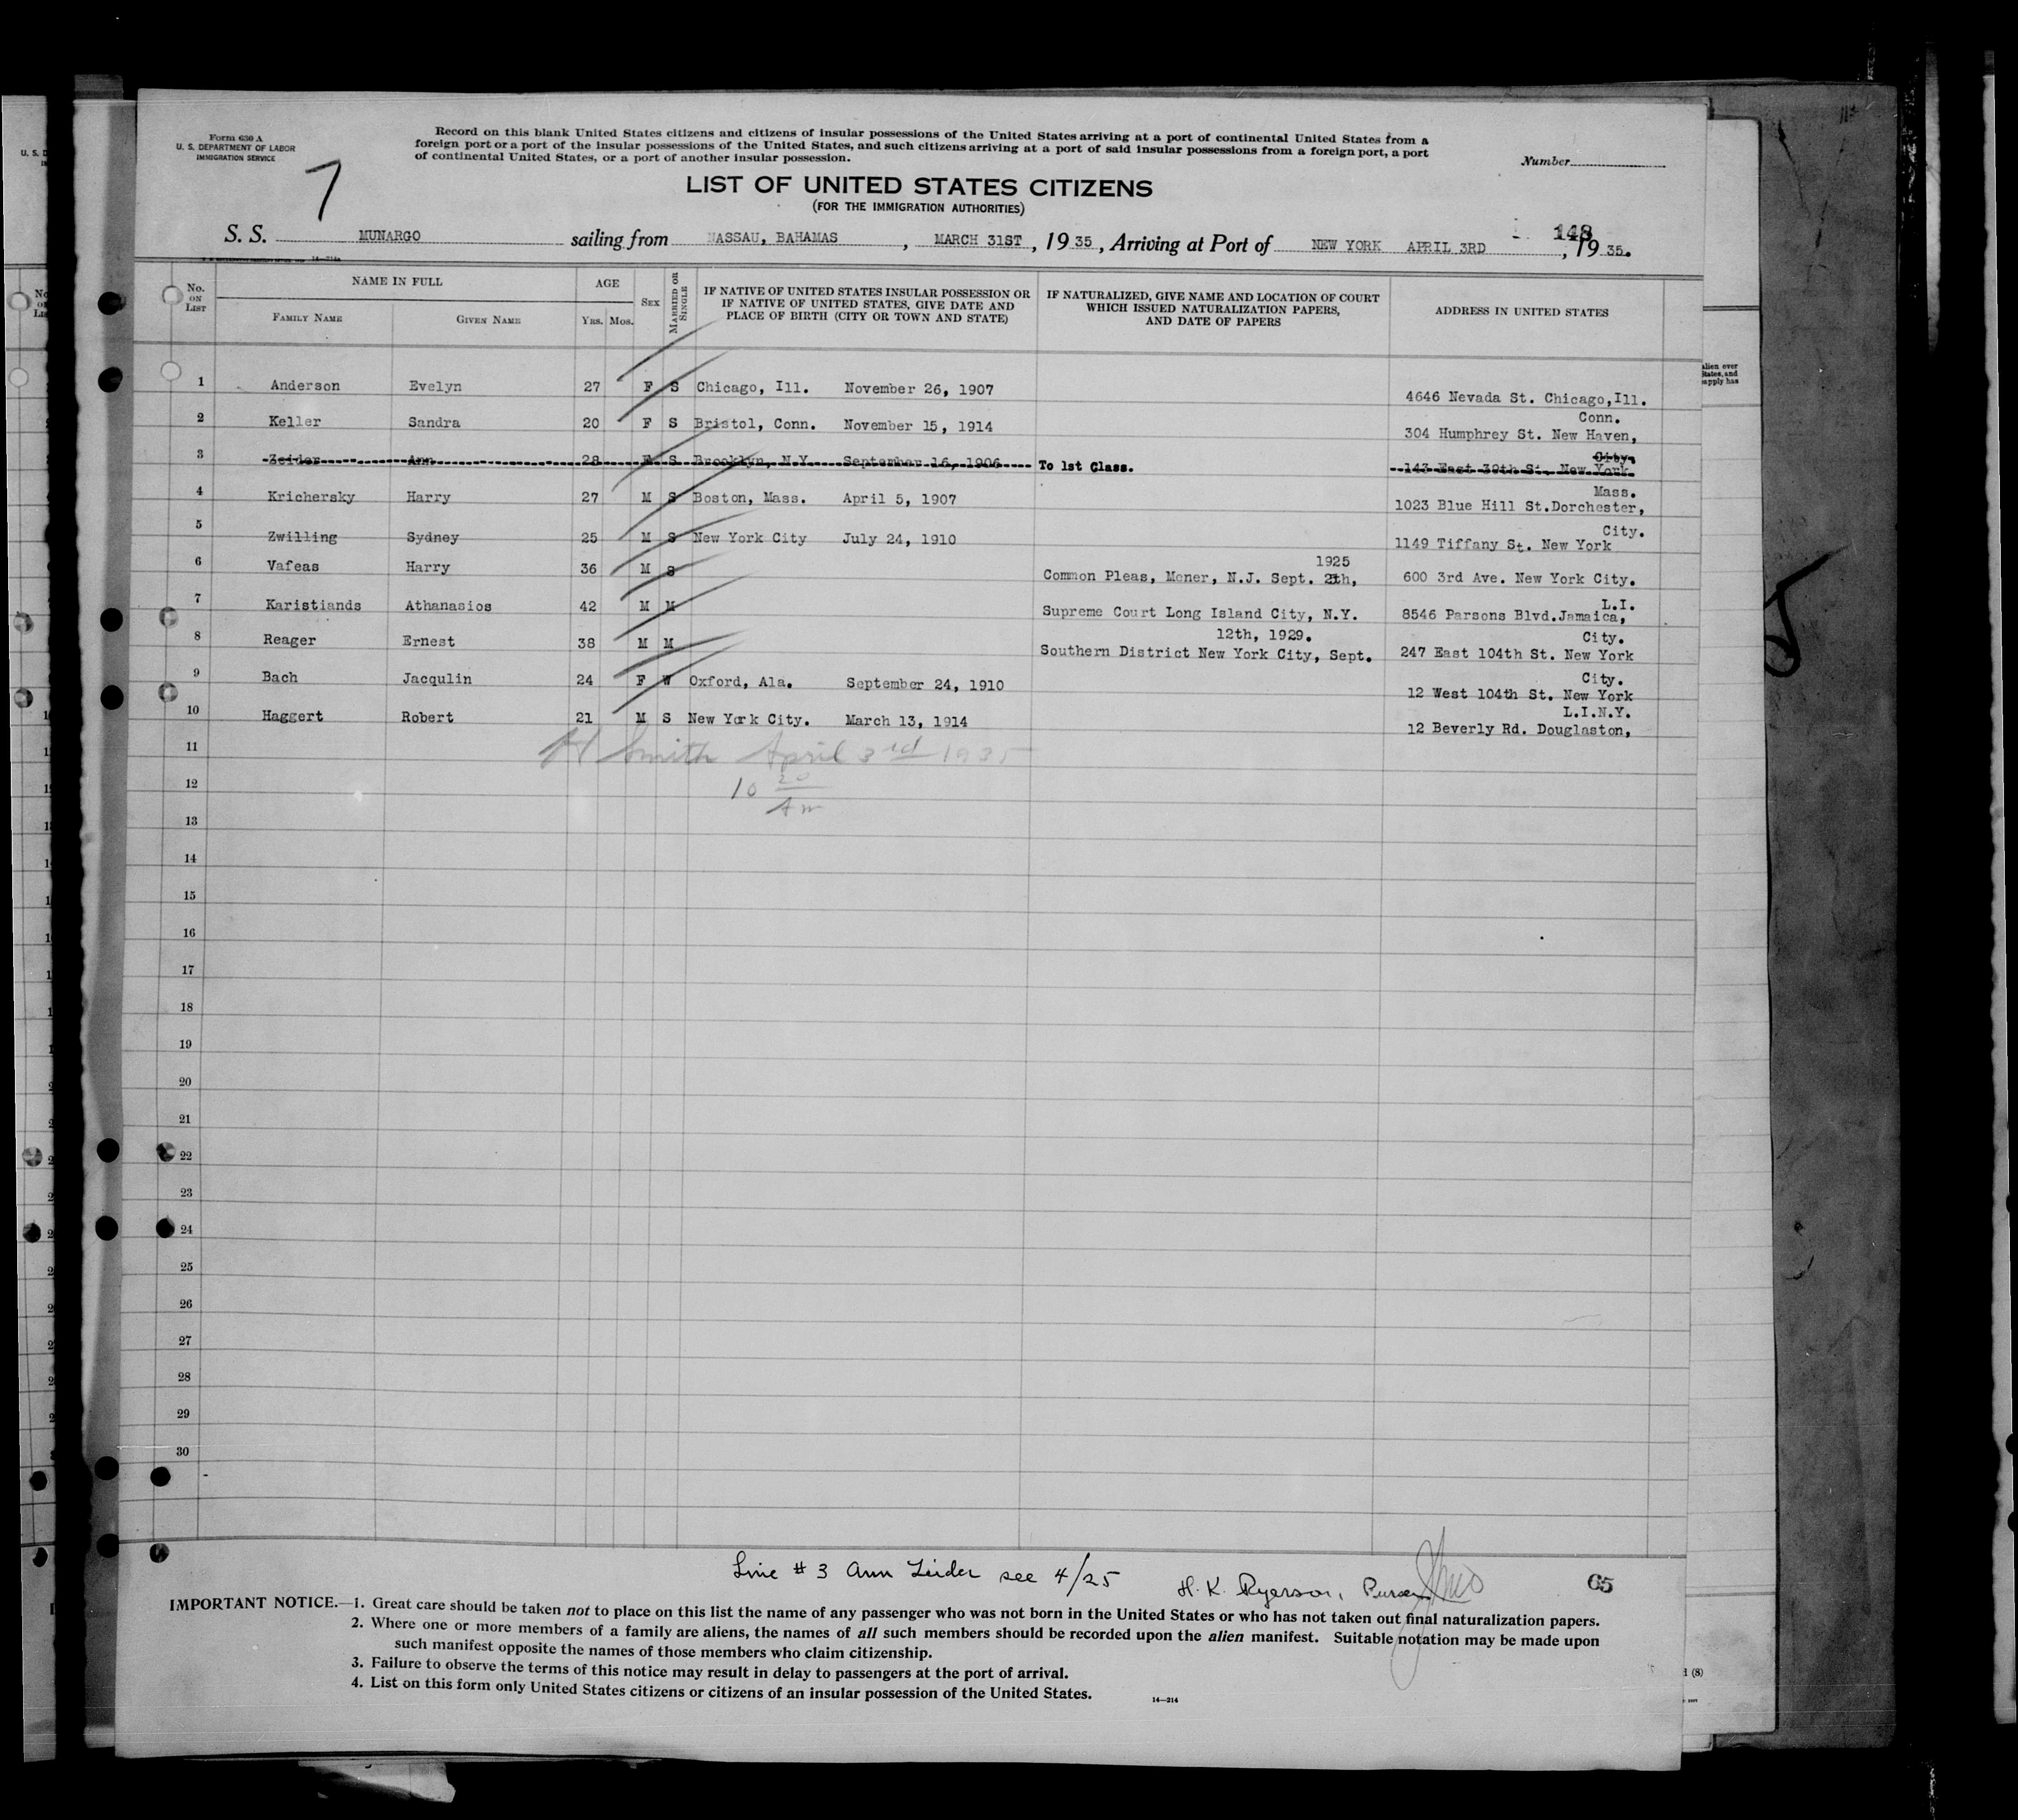 Form 630 A
U. S. DEPARTMENT OF LABOR
IMMIGRATION SERVICE
7
Record on this blank United States citizens and citizens of insular possessions of the United States arriving at a port of continental United States from a
foreign port or a port of the insular possessions of the United States, and such citizens arriving at a port of said insular possessions from a foreign port, a port
of continental United States, or a port of another insular possession.
Number
LIST OF UNITED STATES CITIZENS
(FOR THE IMMIGRATION AUTHORITIES)
148
S. S. MUNARGO sailing from NASSAU, BAHAMAS, MARCH 31ST, 1935, Arriving at Port of NEW YORK APRIL 3RD, 1935.
No. ON LIST
NAME IN FULL
FAMILY NAME GIVEN NAME
AGE
YRS. MOS.
SEX
MARRIED OR SINGLE
IF NATIVE OF UNITED STATES INSULAR POSSESSION OR
IF NATIVE OF UNITED STATES, GIVE DATE AND
PLACE OF BIRTH (CITY OR TOWN AND STATE)
IF NATURALIZED, GIVE NAME AND LOCATION OF COURT
WHICH ISSUED NATURALIZATION PAPERS,
AND DATE OF PAPERS
ADDRESS IN UNITED STATES
1 Anderson Evelyn 27 F S Chicago, Ill. November 26, 1907 4646 Nevada St. Chicago,Ill.
Conn.
2 Keller Sandra 20 F S Bristol, Conn. November 15, 1914 304 Humphrey St. New Haven,
City.
3 Zeider Ann 28 F S Brooklyn, N.Y. September 16, 1906 To 1st Class. 143 East 39th St. New York
Mass.
4 Krichersky Harry 27 M S Boston, Mass. April 5, 1907 1023 Blue Hill St.Dorchester,
City.
5 Zwilling Sydney 25 M S New York City July 24, 1910 1149 Tiffany St. New York
1925
6 Vafeas Harry 36 M S Common Pleas, Mener, N.J. Sept. 600 3rd Ave. New York City.
L.I.
7 Karistiands Athanasios 42 M M Supreme Court Long Island City, N.Y. 8546 Parsons Blvd.Jamaica,
12th, 1929. City.
8 Reager Ernest 38 M M Southern District New York City, Sept. 247 East 104th St. New York
City.
9 Bach Jacqulin 24 F W Oxford, Ala. September 24, 1910 12 West 104th St. New York
L.I.N.Y.
10 Haggert Robert 21 M S New York City. March 13, 1914 12 Beverly Rd. Douglaston,
11
H Smith April 3rd 1935
12
10 20
Am
13
14
15
16
17
18
19
20
21
22
23
24
25
26
27
28
29
30
Line # 3 Ann Zeider see 4/25
H. K. Ryerson, Purser
65
IMPORTANT NOTICE.—1. Great care should be taken not to place on this list the name of any passenger who was not born in the United States or who has not taken out final naturalization papers.
2. Where one or more members of a family are aliens, the names of all such members should be recorded upon the alien manifest. Suitable notation may be made upon
such manifest opposite the names of those members who claim citizenship.
3. Failure to observe the terms of this notice may result in delay to passengers at the port of arrival.
4. List on this form only United States citizens or citizens of an insular possession of the United States.
14—214